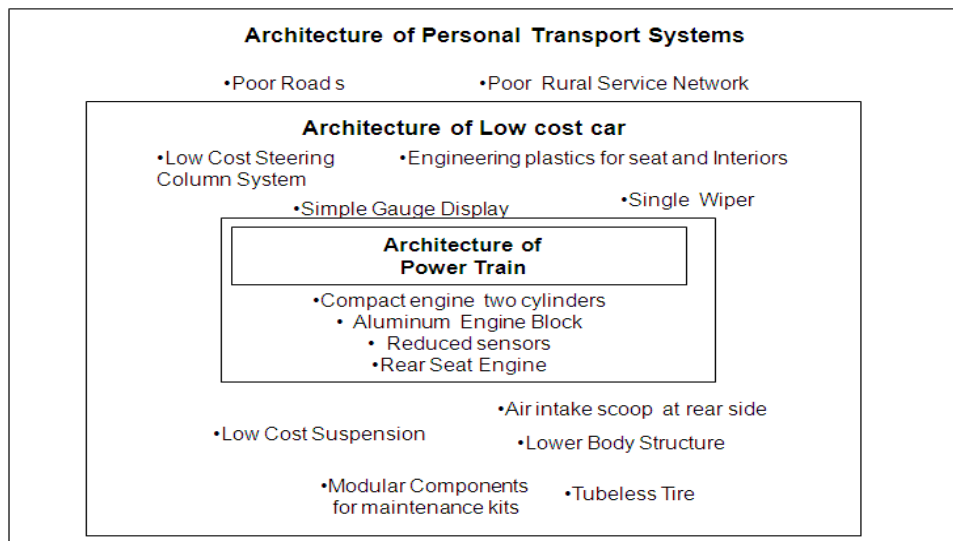 Architecture of Personal Transport Systems
•Poor Road s •Poor Rural Service Network
Architecture of Low cost car
•Low Cost Steering
Column System
•Engineering plastics for seat and Interiors
•Simple Gauge Display
•Single Wiper
Architecture of
Power Train
•Compact engine two cylinders
• Aluminum Engine Block
• Reduced sensors
•Rear Seat Engine
•Air intake scoop at rear side
•Low Cost Suspension
•Lower Body Structure
•Modular Components
for maintenance kits
•Tubeless Tire